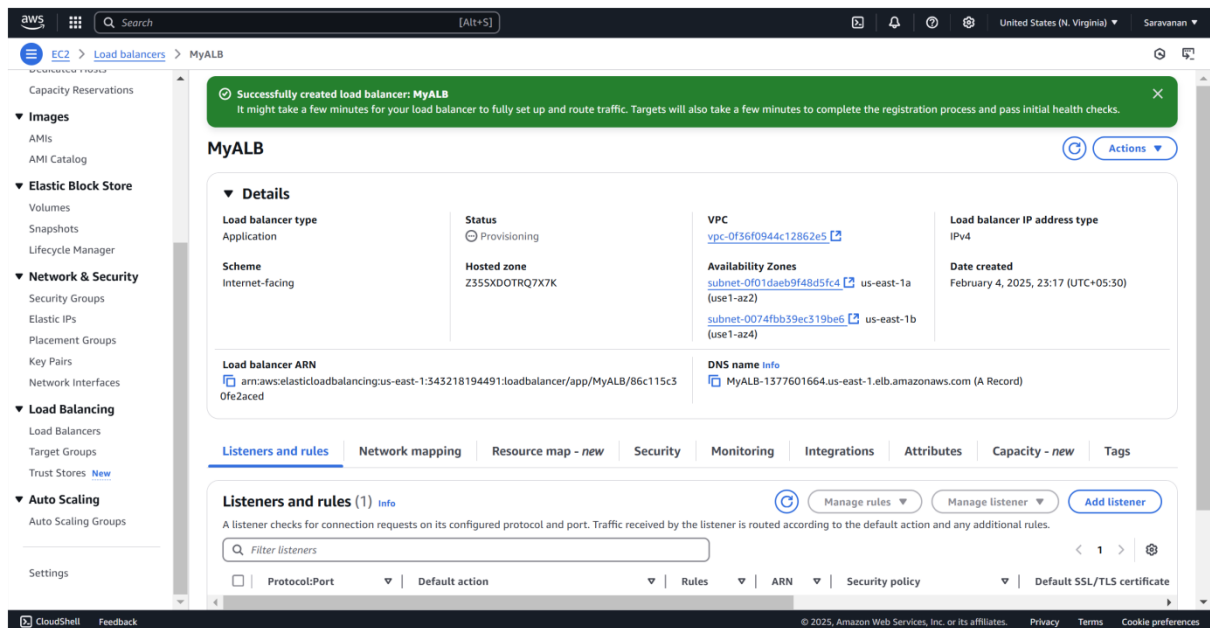 aws
Search
[Alt+S]
United States (N. Virginia) ▼
Saravanan ▼
EC2 > Load balancers > MyALB
Dedicated Hosts
Capacity Reservations
▼ Images
AMIs
AMI Catalog
▼ Elastic Block Store
Volumes
Snapshots
Lifecycle Manager
▼ Network & Security
Security Groups
Elastic IPs
Placement Groups
Key Pairs
Network Interfaces
▼ Load Balancing
Load Balancers
Target Groups
Trust Stores New
▼ Auto Scaling
Auto Scaling Groups
Settings
Successfully created load balancer: MyALB
It might take a few minutes for your load balancer to fully set up and route traffic. Targets will also take a few minutes to complete the registration process and pass initial health checks.
MyALB
Actions ▼
▼ Details
Load balancer type
Application
Status
Provisioning
VPC
vpc-0f36f0944c12862e5
Load balancer IP address type
IPv4
Scheme
Internet-facing
Hosted zone
Z35SXDOTRQ7X7K
Availability Zones
subnet-0f01daeb9f48d5fc4 us-east-1a
(use1-az2)
subnet-0074fbb39ec319be6 us-east-1b
(use1-az4)
Date created
February 4, 2025, 23:17 (UTC+05:30)
Load balancer ARN
arn:aws:elasticloadbalancing:us-east-1:343218194491:loadbalancer/app/MyALB/86c115c3
0fe2aced
DNS name Info
MyALB-1377601664.us-east-1.elb.amazonaws.com (A Record)
Listeners and rules
Network mapping
Resource map - new
Security
Monitoring
Integrations
Attributes
Capacity - new
Tags
Listeners and rules (1) Info
Manage rules ▼
Manage listener ▼
Add listener
A listener checks for connection requests on its configured protocol and port. Traffic received by the listener is routed according to the default action and any additional rules.
Filter listeners
< 1 >
Protocol:Port
Default action
Rules
ARN
Security policy
Default SSL/TLS certificate
CloudShell Feedback
© 2025, Amazon Web Services, Inc. or its affiliates. Privacy Terms Cookie preferences